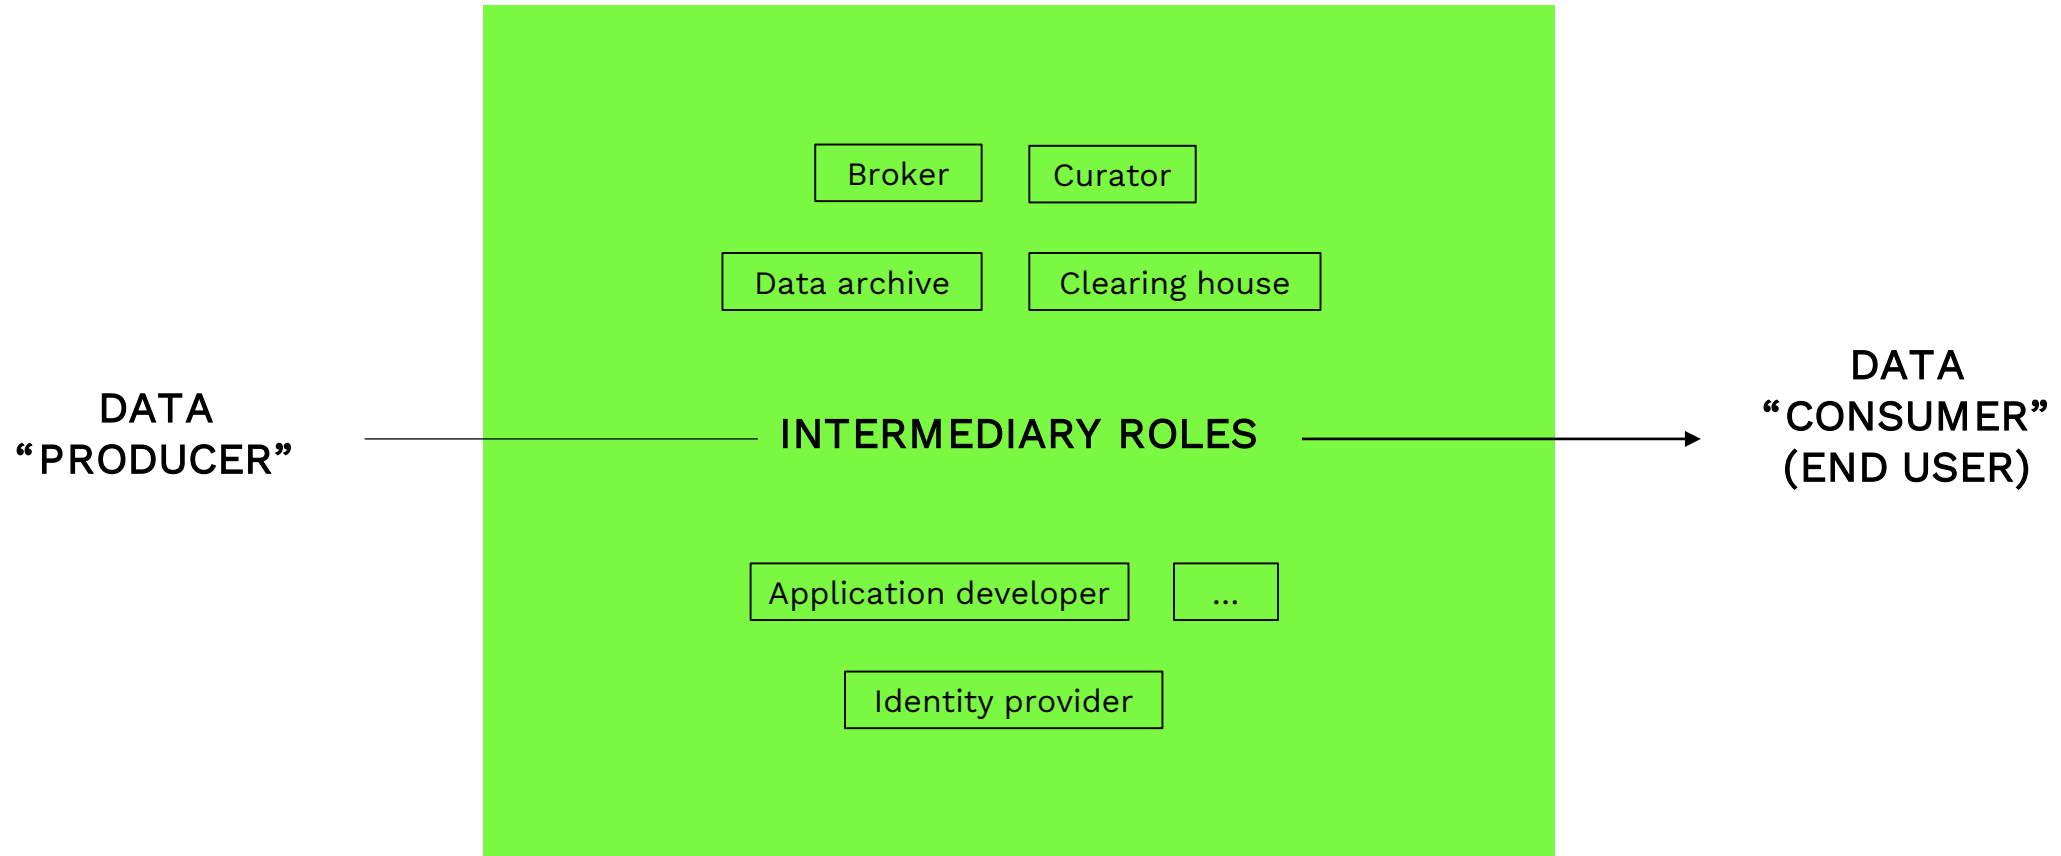 Broker
Curator
Data archive
Clearing house
DATA
“PRODUCER”
INTERMEDIARY ROLES
DATA
“CONSUMER”
(END USER)
Application developer
...
Identity provider